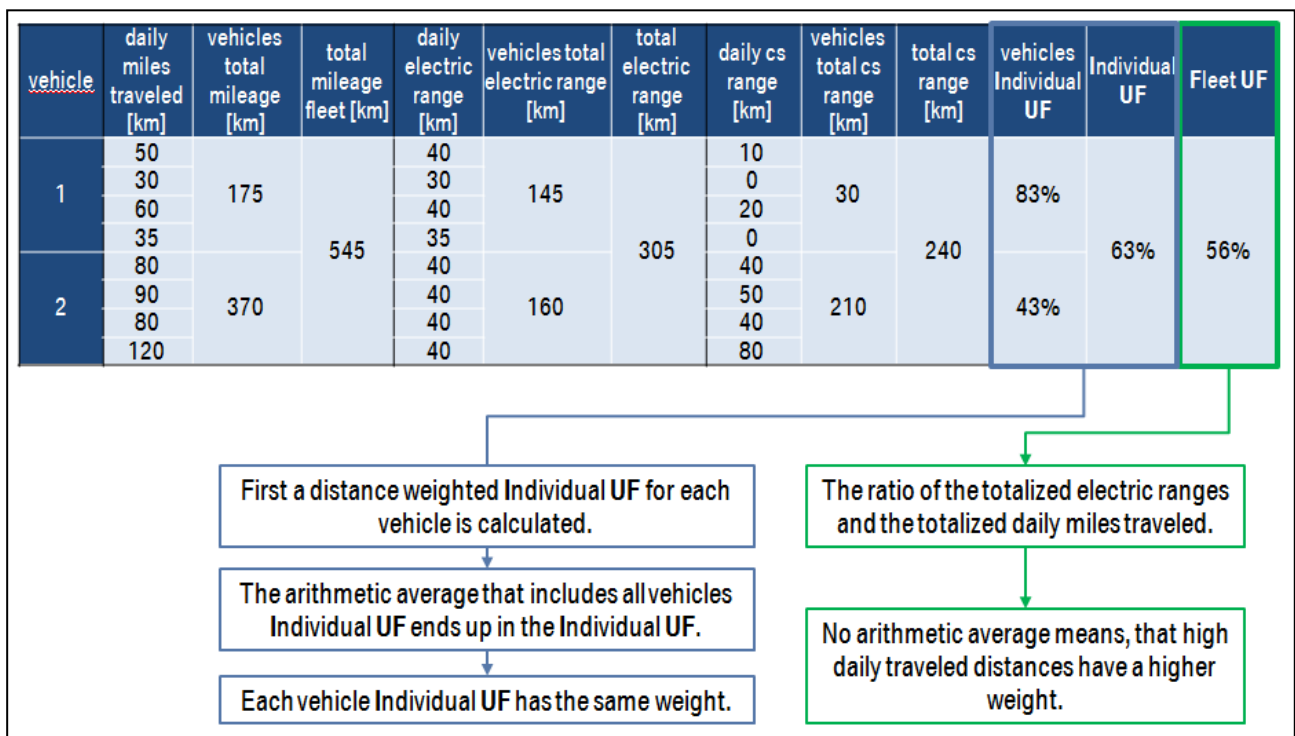 vehicle daily miles traveled [km] vehicles total mileage [km] total mileage fleet [km] daily electric range [km] vehicles total electric range [km] total electric range [km] daily cs range [km] vehicles total cs range [km] total cs range [km] vehicles Individual UF Individual UF Fleet UF
1 50 175 545 40 145 305 10 30 240 83% 63% 56%
30 30 0
60 40 20
35 35 0
2 80 370 40 160 40 210 43%
90 40 50
80 40 40
120 40 80
First a distance weighted Individual UF for each
vehicle is calculated.
The arithmetic average that includes all vehicles
Individual UF ends up in the Individual UF.
Each vehicle Individual UF has the same weight.
The ratio of the totalized electric ranges
and the totalized daily miles traveled.
No arithmetic average means, that high
daily traveled distances have a higher
weight.